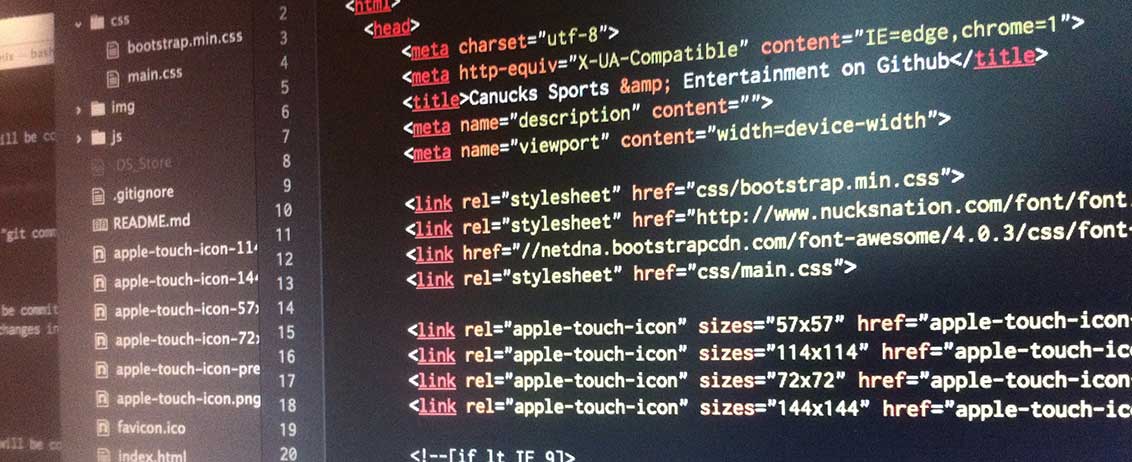 nix — bash
will be co
"git comm
be commit
changes in
will be co
css
bootstrap.min.css
main.css
img
js
.DS_Store
.gitignore
README.md
apple-touch-icon-114
apple-touch-icon-144
apple-touch-icon-57x
apple-touch-icon-72x
apple-touch-icon-pre
apple-touch-icon.png
favicon.ico
index.html
2 <html>
3 <head>
4 <meta charset="utf-8">
5 <meta http-equiv="X-UA-Compatible" content="IE=edge,chrome=1">
6 <title>Canucks Sports &amp; Entertainment on Github</title>
7 <meta name="description" content="">
8 <meta name="viewport" content="width=device-width">
9
10 <link rel="stylesheet" href="css/bootstrap.min.css">
11 <link rel="stylesheet" href="http://www.nucksnation.com/font/font.
12 <link href="//netdna.bootstrapcdn.com/font-awesome/4.0.3/css/font-
13 <link rel="stylesheet" href="css/main.css">
14
15 <link rel="apple-touch-icon" sizes="57x57" href="apple-touch-icon-
16 <link rel="apple-touch-icon" sizes="114x114" href="apple-touch-ic
17 <link rel="apple-touch-icon" sizes="72x72" href="apple-touch-icon-
18 <link rel="apple-touch-icon" sizes="144x144" href="apple-touch-ico
19
20 <!--[if lt IE 9]>